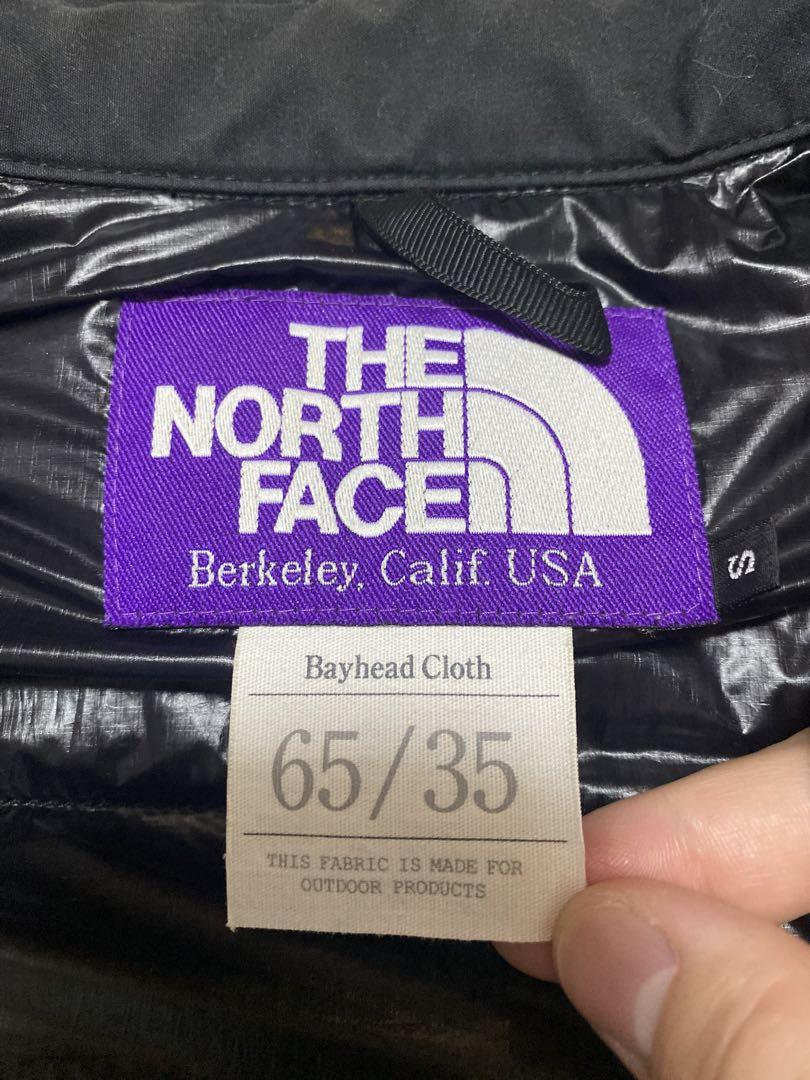 THE
NORTH
FACE
Berkeley, Calif. USA
S
Bayhead Cloth
65/35
THIS FABRIC IS MADE FOR
OUTDOOR PRODUCTS